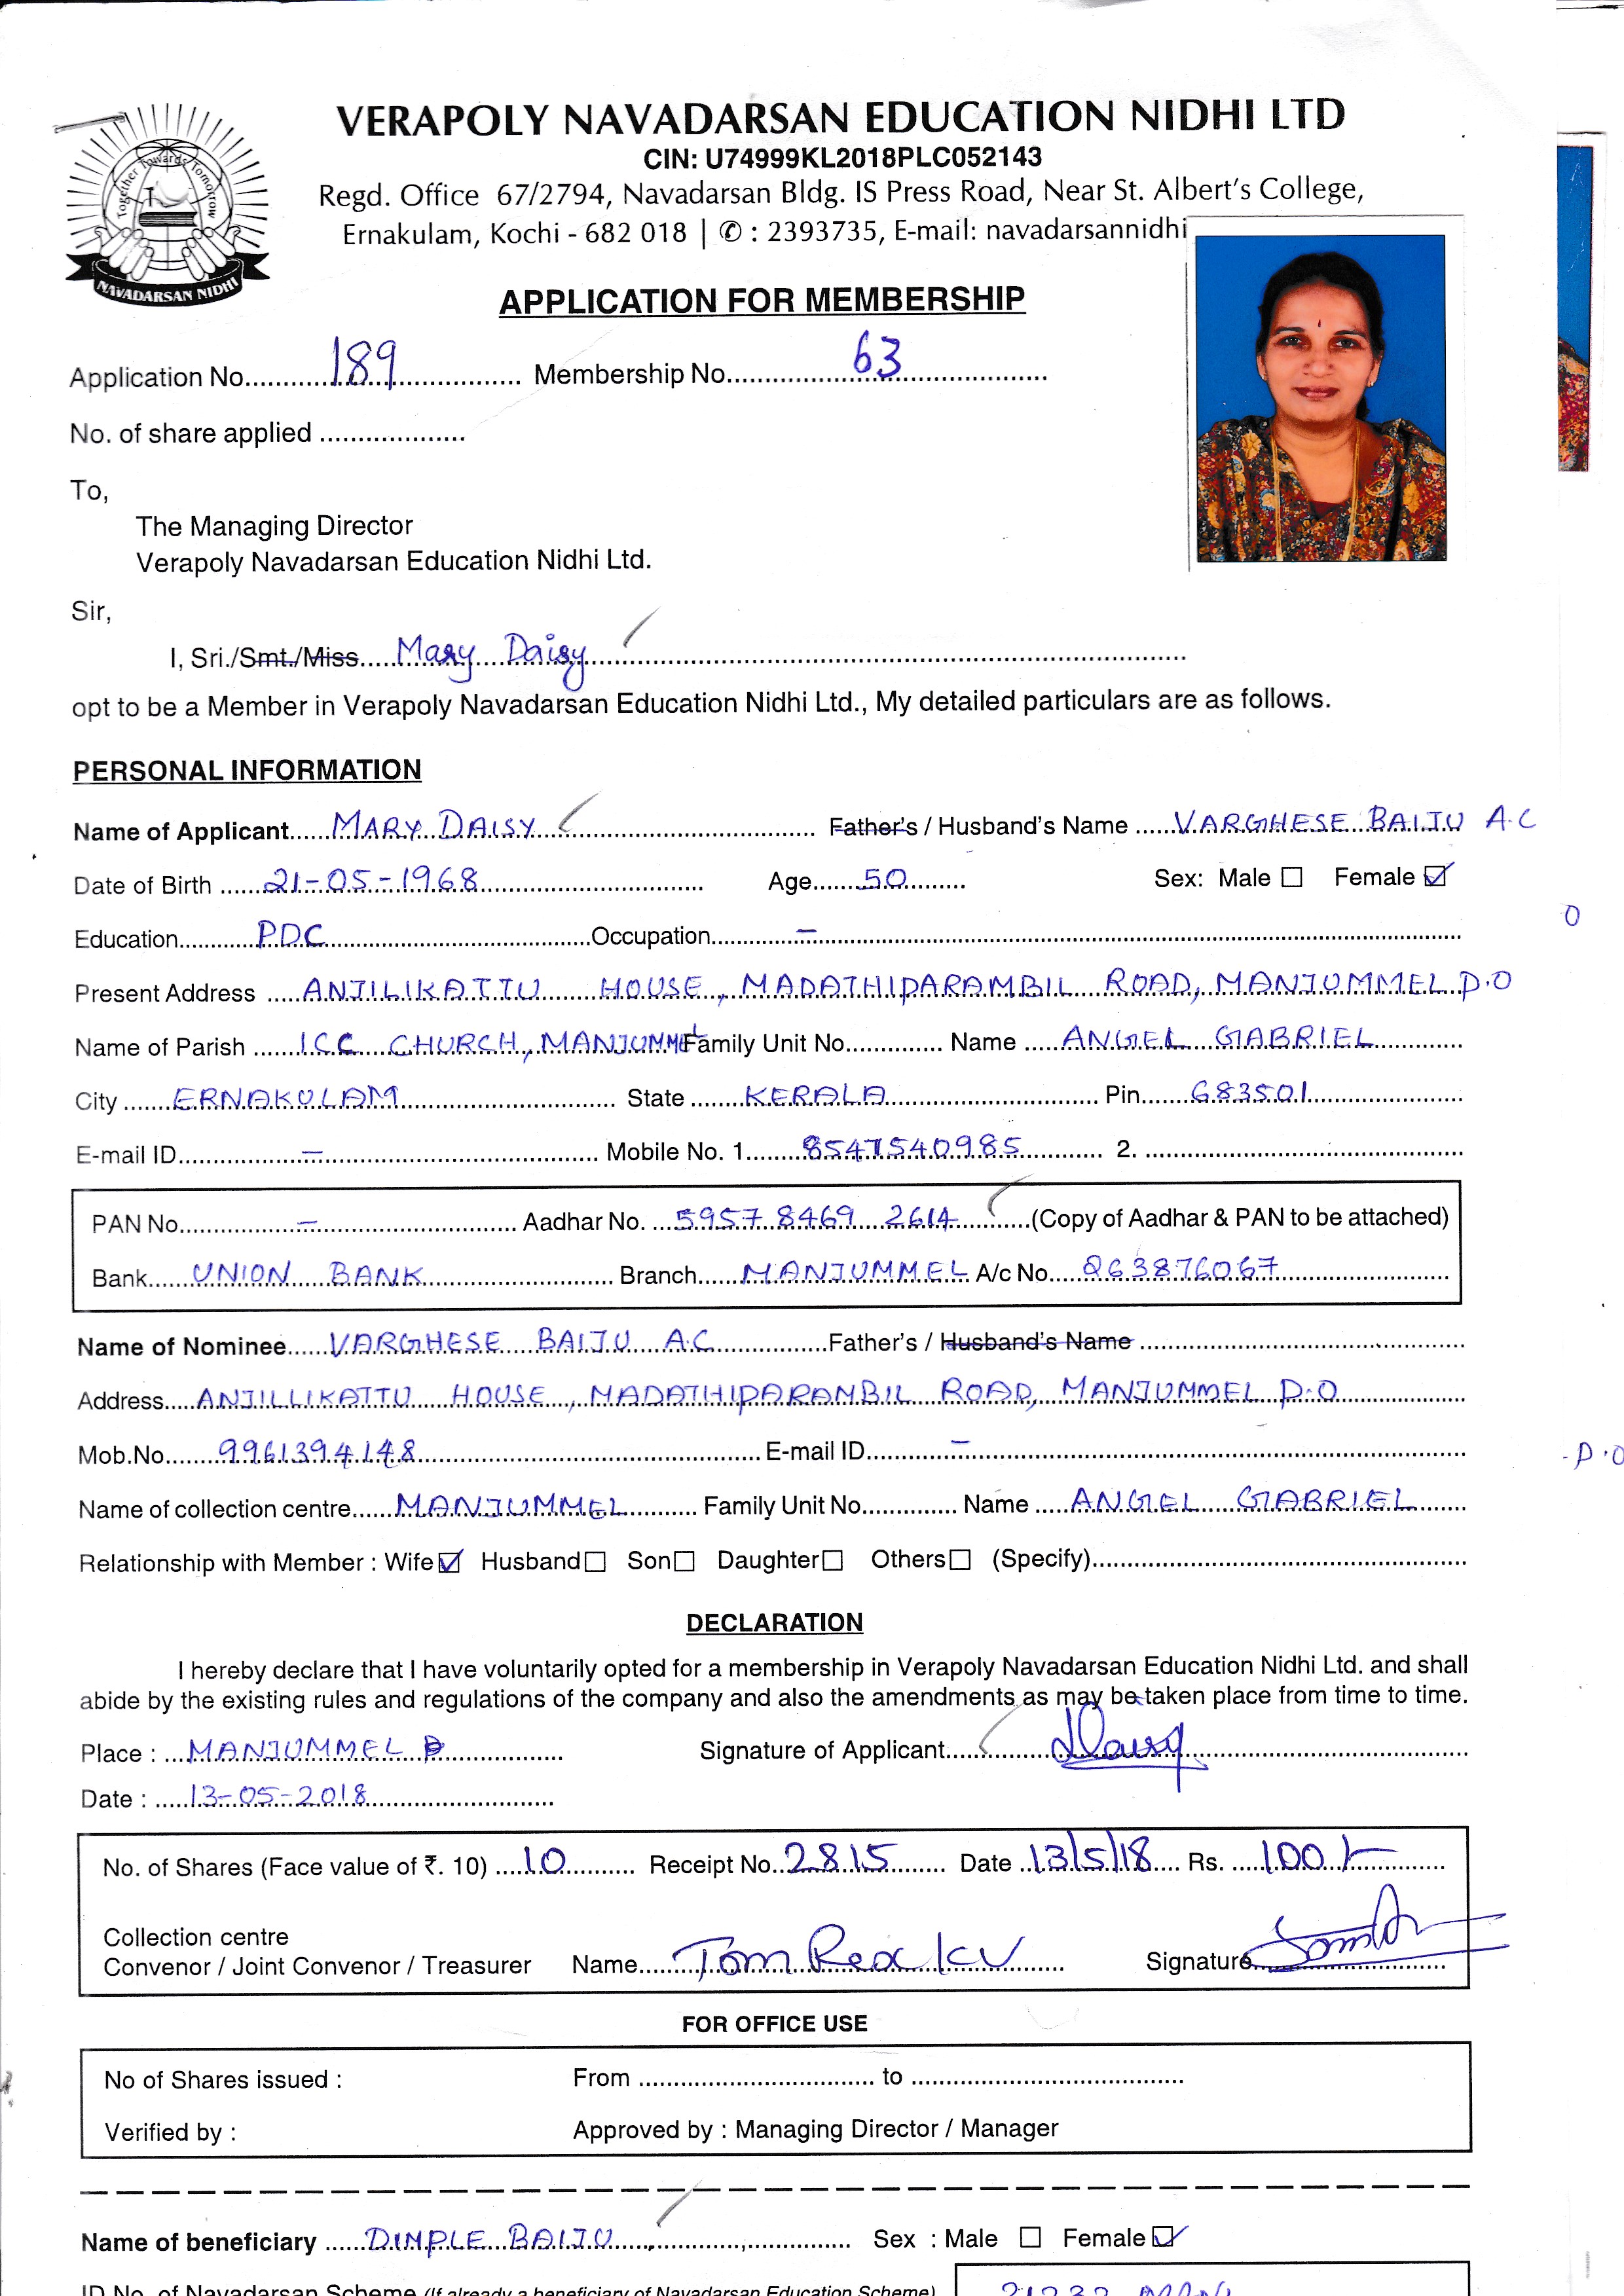 VERAPOLY NAVADARSAN EDUCATION NIDHI LTD
CIN: U74999KL2018PLC052143
Regd. Office 67/2794, Navadarsan Bldg. IS Press Road, Near St. Albert's College,
Ernakulam, Kochi - 682 018 | ✆ : 2393735, E-mail: navadarsannidhi
Together Towards Tomorrow
NAVADARSAN NIDHI
APPLICATION FOR MEMBERSHIP
Application No. 189 Membership No. 63
No. of share applied
To,
The Managing Director
Verapoly Navadarsan Education Nidhi Ltd.
Sir,
I, Sri./Smt./Miss Mary Daisy
opt to be a Member in Verapoly Navadarsan Education Nidhi Ltd., My detailed particulars are as follows.
PERSONAL INFORMATION
Name of Applicant MARY DAISY Father's / Husband's Name VARGHESE BAIJU A.C
Date of Birth 21-05-1968 Age 50 Sex: Male ☐ Female ☑
Education PDC Occupation –
Present Address ANJILIKATTU HOUSE, MADATHIPARAMBIL ROAD, MANJUMMEL P.O
Name of Parish ICC CHURCH, MANJUMMEL Family Unit No. Name ANGEL GABRIEL
City ERNAKULAM State KERALA Pin 683501
E-mail ID – Mobile No. 1 8547540985 2.
PAN No. – Aadhar No. 5957 8469 2614 (Copy of Aadhar & PAN to be attached)
Bank UNION BANK Branch MANJUMMEL A/c No.
Name of Nominee VARGHESE BAIJU A.C Father's / Husband's Name
Address ANJILLIKATTU HOUSE, MADATHIPARAMBIL ROAD, MANJUMMEL P.O
Mob.No. 9961394148 E-mail ID –
Name of collection centre MANJUMMEL Family Unit No. Name ANGEL GABRIEL
Relationship with Member : Wife ☑ Husband ☐ Son ☐ Daughter ☐ Others ☐ (Specify)
DECLARATION
I hereby declare that I have voluntarily opted for a membership in Verapoly Navadarsan Education Nidhi Ltd. and shall
abide by the existing rules and regulations of the company and also the amendments as may be taken place from time to time.
Place : MANJUMMEL Signature of Applicant Daisy
Date : 13-05-2018
No. of Shares (Face value of ₹. 10) 10 Receipt No. 2815 Date 13/5/18 Rs. 100/-
Collection centre
Convenor / Joint Convenor / Treasurer Name Tom Rex KV Signature
FOR OFFICE USE
No of Shares issued : From to
Verified by : Approved by : Managing Director / Manager
Name of beneficiary DIMPLE BAIJU Sex : Male ☐ Female ☑
ID No. of Navadarsan Scheme (If already a beneficiary of Navadarsan Education Scheme)